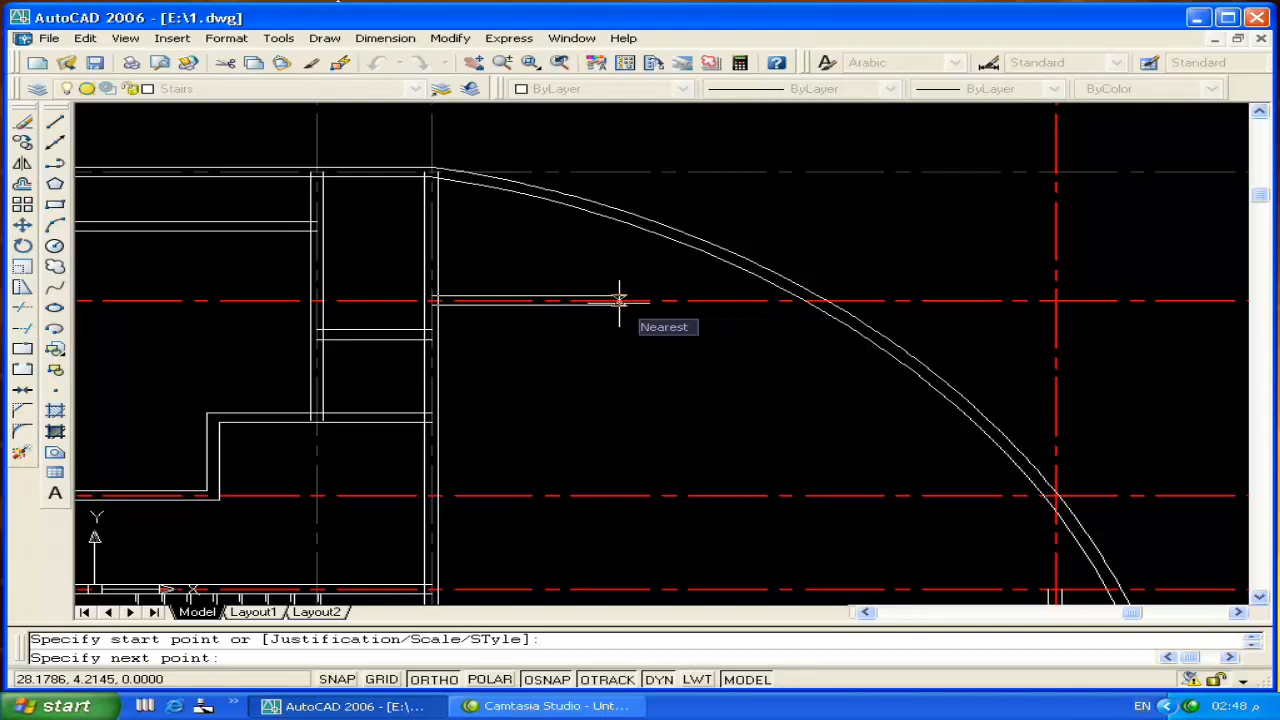 AutoCAD 2006 - [E:\1.dwg]
File Edit View Insert Format Tools Draw Dimension Modify Express Window Help
Arabic Standard Standard
Stairs ByLayer ByLayer ByLayer ByColor
Nearest
Y
X
A
Model Layout1 Layout2
Specify start point or [Justification/Scale/STyle]:
Specify next point:
28.1786, 4.2145, 0.0000 SNAP GRID ORTHO POLAR OSNAP OTRACK DYN LWT MODEL
start AutoCAD 2006 - [E:\... Camtasia Studio - Unt... EN 02:48 م